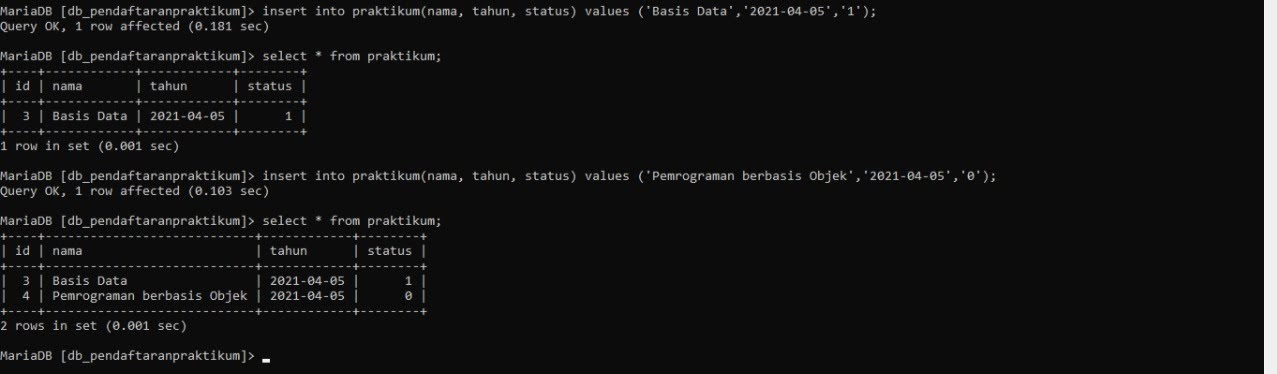 MariaDB [db_pendaftaranpraktikum]> insert into praktikum(nama, tahun, status) values ('Basis Data','2021-04-05','1');
Query OK, 1 row affected (0.181 sec)
MariaDB [db_pendaftaranpraktikum]> select * from praktikum;
+----+------------+------------+--------+
| id | nama       | tahun      | status |
+----+------------+------------+--------+
|  3 | Basis Data | 2021-04-05 |      1 |
+----+------------+------------+--------+
1 row in set (0.001 sec)
MariaDB [db_pendaftaranpraktikum]> insert into praktikum(nama, tahun, status) values ('Pemrograman berbasis Objek','2021-04-05','0');
Query OK, 1 row affected (0.103 sec)
MariaDB [db_pendaftaranpraktikum]> select * from praktikum;
+----+----------------------------+------------+--------+
| id | nama                       | tahun      | status |
+----+----------------------------+------------+--------+
|  3 | Basis Data                 | 2021-04-05 |      1 |
|  4 | Pemrograman berbasis Objek | 2021-04-05 |      0 |
+----+----------------------------+------------+--------+
2 rows in set (0.001 sec)
MariaDB [db_pendaftaranpraktikum]> _